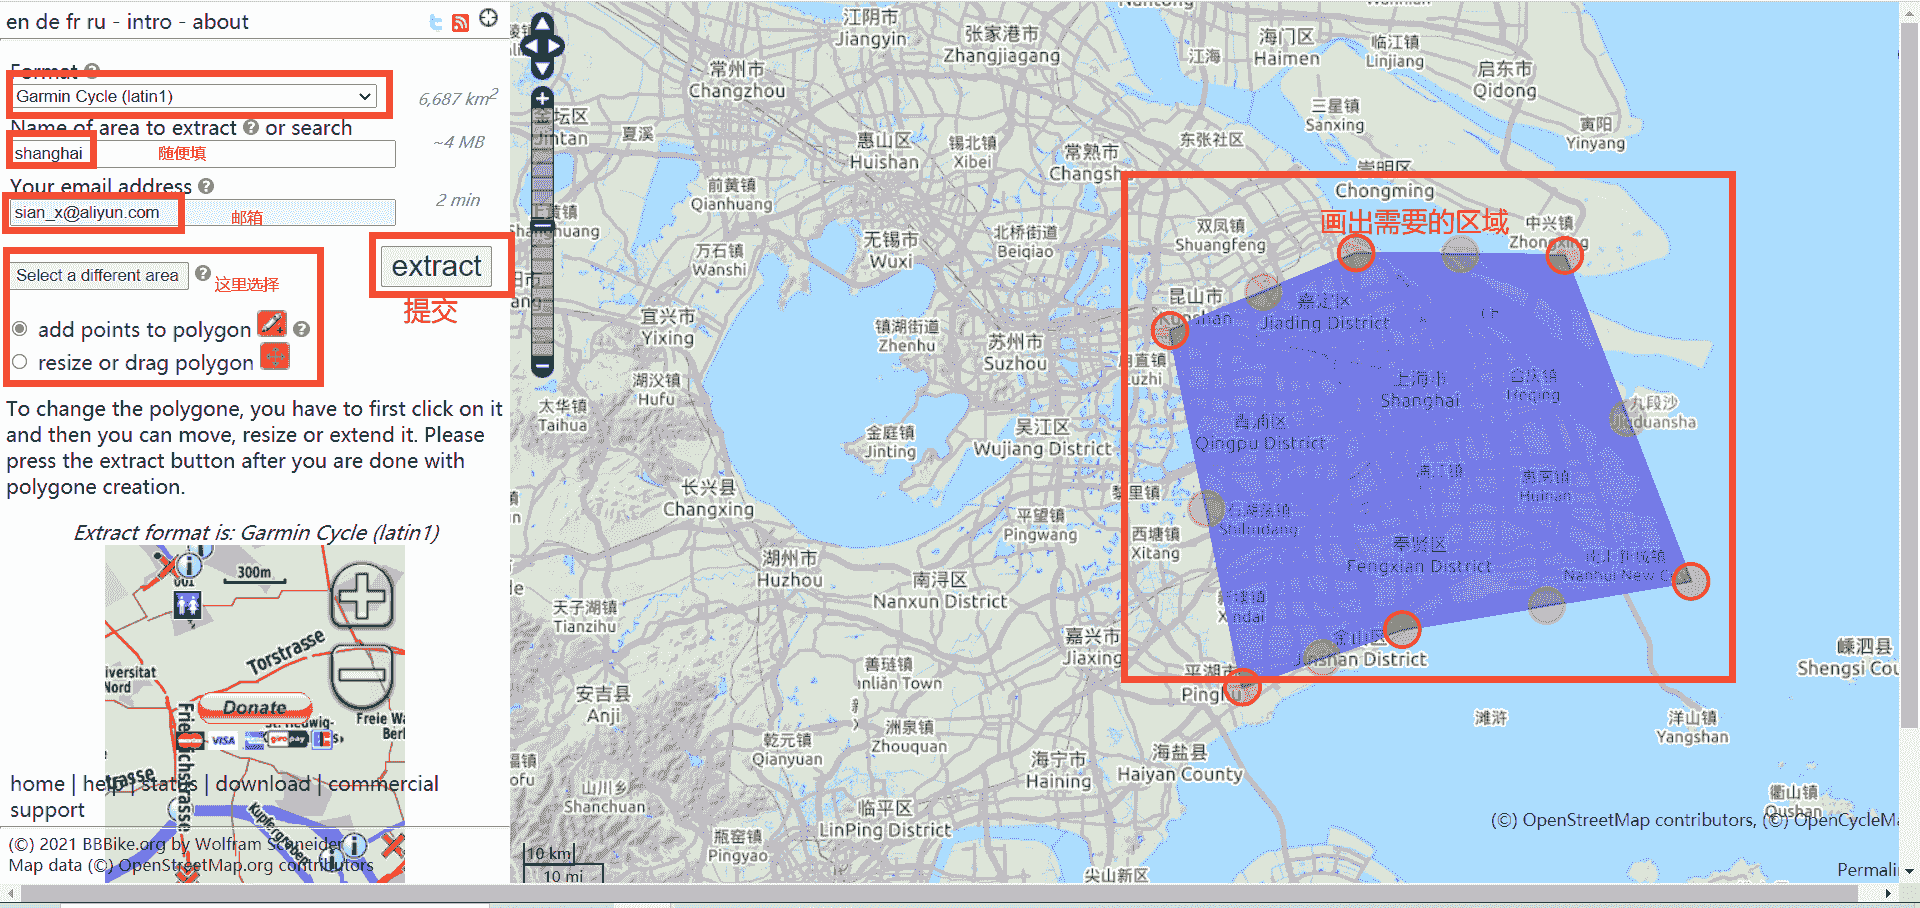 en de fr ru - intro - about
Format
Garmin Cycle (latin1)
6,687 km2
Name of area to extract ? or search
shanghai
随便填
~4 MB
Your email address ?
sian_x@aliyun.com
邮箱
2 min
Select a different area ?
这里选择
extract
提交
add points to polygon ?
resize or drag polygon
To change the polygone, you have to first click on it
and then you can move, resize or extend it. Please
press the extract button after you are done with
polygone creation.
Extract format is: Garmin Cycle (latin1)
300m
Torstrasse
Donate
VISA
home | help | status | download | commercial
support
Kupfergraben
(C) 2021 BBBike.org by Wolfram Schneider
Map data (C) OpenStreetMap.org contributors
江阴市
Jiangyin
张家港市
Zhangjiagang
江海
海门区
Haimen
临江镇
Linjiang
启东市
Qidong
常州市
Changzhou
夏溪
惠山区
Huishan
锡北镇
Xibei
常熟市
东张社区
三星镇
Sanxing
寅阳
Yinyang
前黄镇
Qianhuang
崇明区
Chongming
画出需要的区域
双凤镇
Shuangfeng
中兴镇
Zhongxing
万石镇
Wanshi
无锡市
Wuxi
北桥街道
Beiqiao
昆山市
嘉定区
Jiading District
宜兴市
Yixing
镇湖街道
Zhenhu
苏州市
Suzhou
湖㳇镇
Hufu
上海市
Shanghai
合庆镇
Heqing
九段沙
Jiuduansha
太华镇
Taihua
金庭镇
Jinting
吴江区
Wujiang District
青浦区
Qingpu District
浦江镇
惠南镇
Huinan
长兴县
Changxing
平望镇
Pingwang
黎里镇
西塘镇
Xitang
Shihudang
奉贤区
Fengxian District
湖州市
Huzhou
南浔区
Nanxun District
天子湖镇
Tianzihu
嘉兴市
Jiaxing
金山区
Jinshan District
善琏镇
平湖市
嵊泗县
安吉县
Anji
洲泉镇
Zhouquan
滩浒
洋山镇
Yangshan
乾元镇
Qianyuan
海宁市
Haining
海盐县
Haiyan County
山川乡
Shanchuan
临平区
LinPing District
衢山镇
Qushan
瓶窑镇
Pingyao
尖山新区
10 km
10 mi
(C) OpenStreetMap contributors, (C) OpenCycleMa
Permali